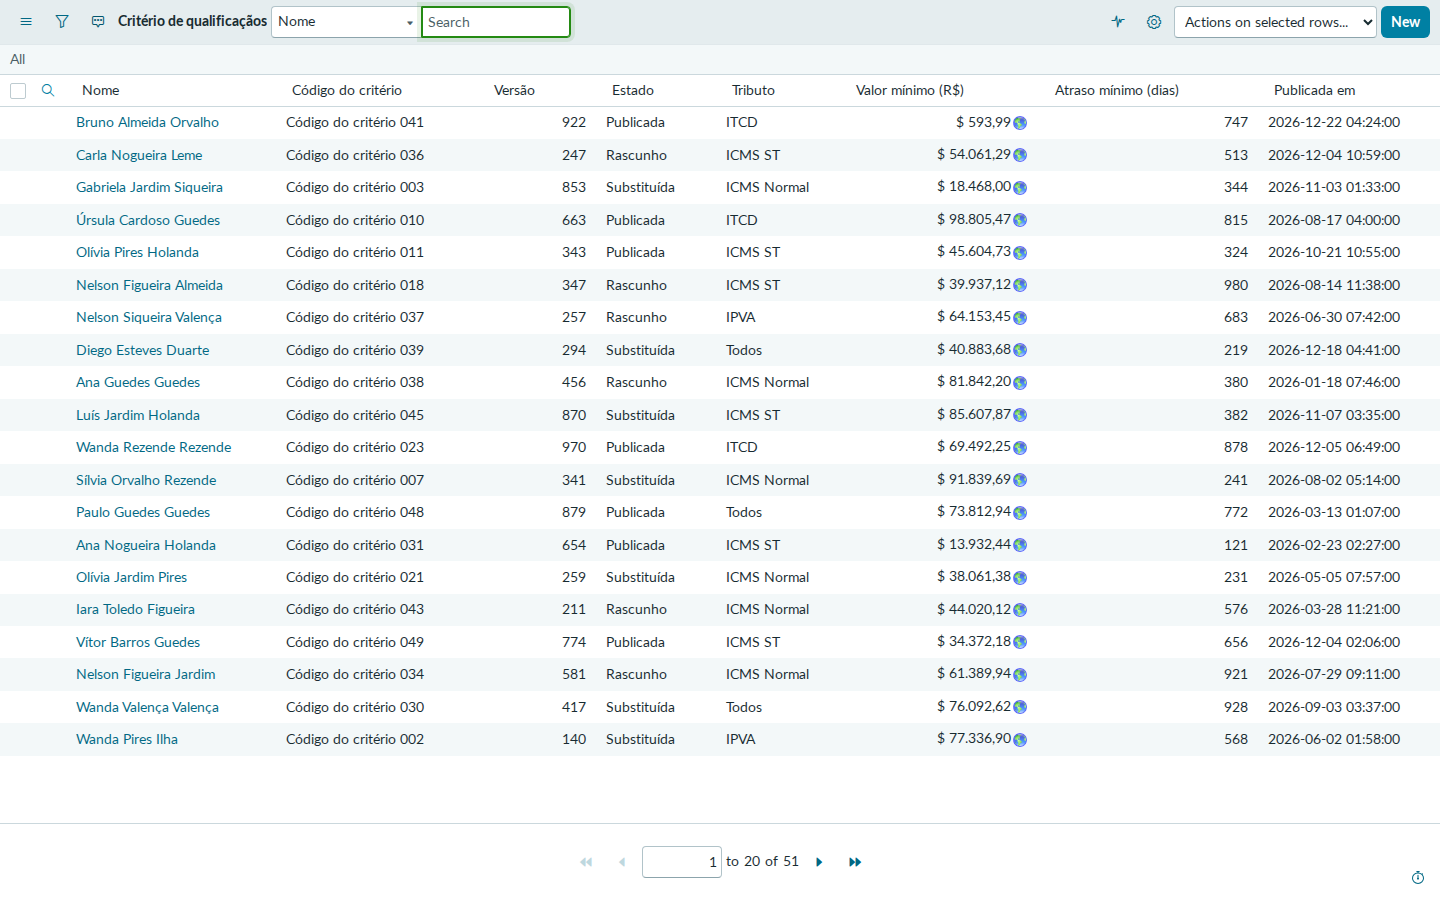 Critério de qualificaçãos Nome Search Actions on selected rows... New
All
Nome Código do critério Versão Estado Tributo Valor mínimo (R$) Atraso mínimo (dias) Publicada em
Bruno Almeida Orvalho Código do critério 041 922 Publicada ITCD $ 593,99 747 2026-12-22 04:24:00
Carla Nogueira Leme Código do critério 036 247 Rascunho ICMS ST $ 54.061,29 513 2026-12-04 10:59:00
Gabriela Jardim Siqueira Código do critério 003 853 Substituída ICMS Normal $ 18.468,00 344 2026-11-03 01:33:00
Úrsula Cardoso Guedes Código do critério 010 663 Publicada ITCD $ 98.805,47 815 2026-08-17 04:00:00
Olívia Pires Holanda Código do critério 011 343 Publicada ICMS ST $ 45.604,73 324 2026-10-21 10:55:00
Nelson Figueira Almeida Código do critério 018 347 Rascunho ICMS ST $ 39.937,12 980 2026-08-14 11:38:00
Nelson Siqueira Valença Código do critério 037 257 Rascunho IPVA $ 64.153,45 683 2026-06-30 07:42:00
Diego Esteves Duarte Código do critério 039 294 Substituída Todos $ 40.883,68 219 2026-12-18 04:41:00
Ana Guedes Guedes Código do critério 038 456 Rascunho ICMS Normal $ 81.842,20 380 2026-01-18 07:46:00
Luís Jardim Holanda Código do critério 045 870 Substituída ICMS ST $ 85.607,87 382 2026-11-07 03:35:00
Wanda Rezende Rezende Código do critério 023 970 Publicada ITCD $ 69.492,25 878 2026-12-05 06:49:00
Sílvia Orvalho Rezende Código do critério 007 341 Substituída ICMS Normal $ 91.839,69 241 2026-08-02 05:14:00
Paulo Guedes Guedes Código do critério 048 879 Publicada Todos $ 73.812,94 772 2026-03-13 01:07:00
Ana Nogueira Holanda Código do critério 031 654 Publicada ICMS ST $ 13.932,44 121 2026-02-23 02:27:00
Olívia Jardim Pires Código do critério 021 259 Substituída ICMS Normal $ 38.061,38 231 2026-05-05 07:57:00
Iara Toledo Figueira Código do critério 043 211 Rascunho ICMS Normal $ 44.020,12 576 2026-03-28 11:21:00
Vítor Barros Guedes Código do critério 049 774 Publicada ICMS ST $ 34.372,18 656 2026-12-04 02:06:00
Nelson Figueira Jardim Código do critério 034 581 Rascunho ICMS Normal $ 61.389,94 921 2026-07-29 09:11:00
Wanda Valença Valença Código do critério 030 417 Substituída Todos $ 76.092,62 928 2026-09-03 03:37:00
Wanda Pires Ilha Código do critério 002 140 Substituída IPVA $ 77.336,90 568 2026-06-02 01:58:00
1 to 20 of 51